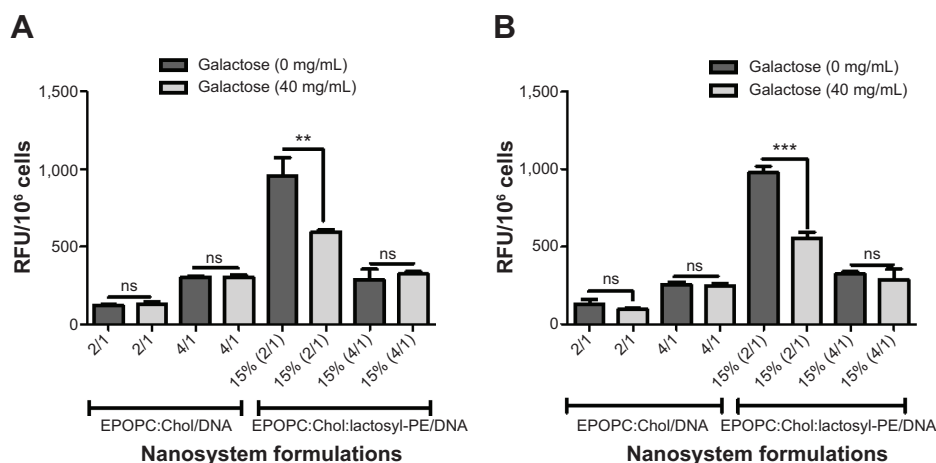 A
Galactose (0 mg/mL)
Galactose (40 mg/mL)
RFU/10⁶ cells
1,500
1,000
500
0
ns
ns
**
ns
2/1
2/1
4/1
4/1
15% (2/1)
15% (2/1)
15% (4/1)
15% (4/1)
EPOPC:Chol/DNA
EPOPC:Chol:lactosyl-PE/DNA
Nanosystem formulations
B
Galactose (0 mg/mL)
Galactose (40 mg/mL)
RFU/10⁶ cells
1,500
1,000
500
0
ns
ns
***
ns
2/1
2/1
4/1
4/1
15% (2/1)
15% (2/1)
15% (4/1)
15% (4/1)
EPOPC:Chol/DNA
EPOPC:Chol:lactosyl-PE/DNA
Nanosystem formulations